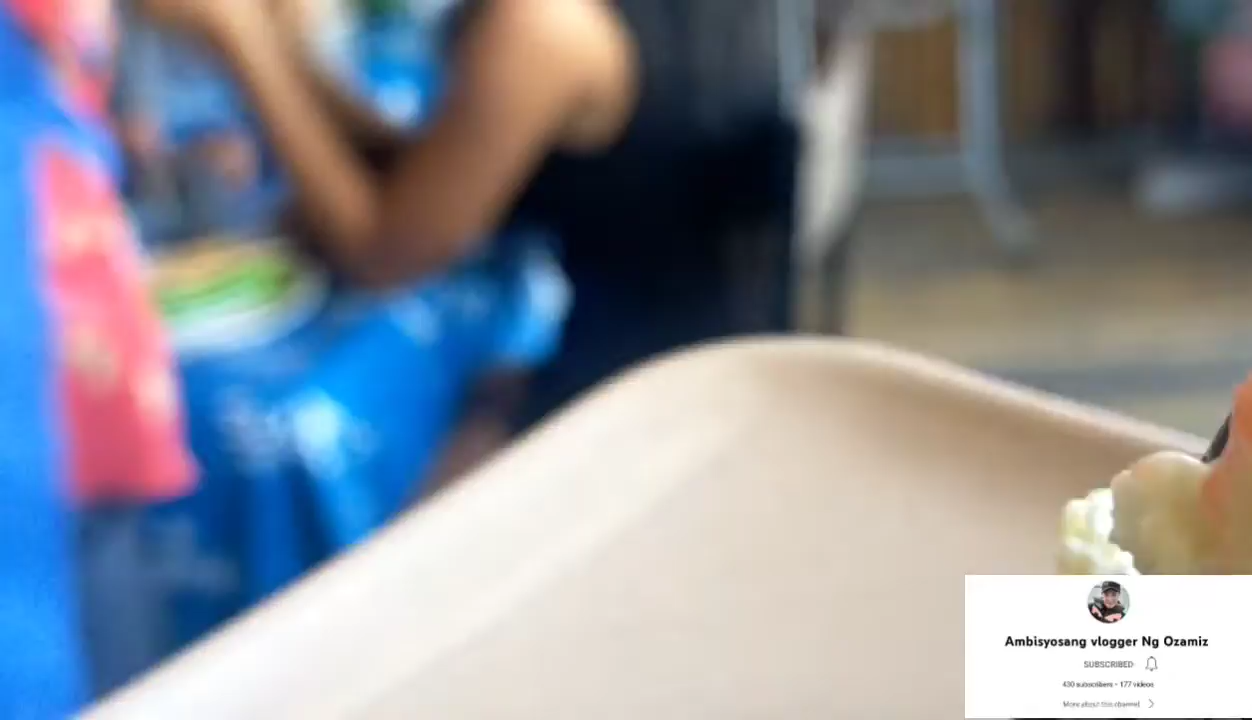 Ambisyosang vlogger Ng Ozamiz
SUBSCRIBED
430 subscribers • 177 videos
More about this channel